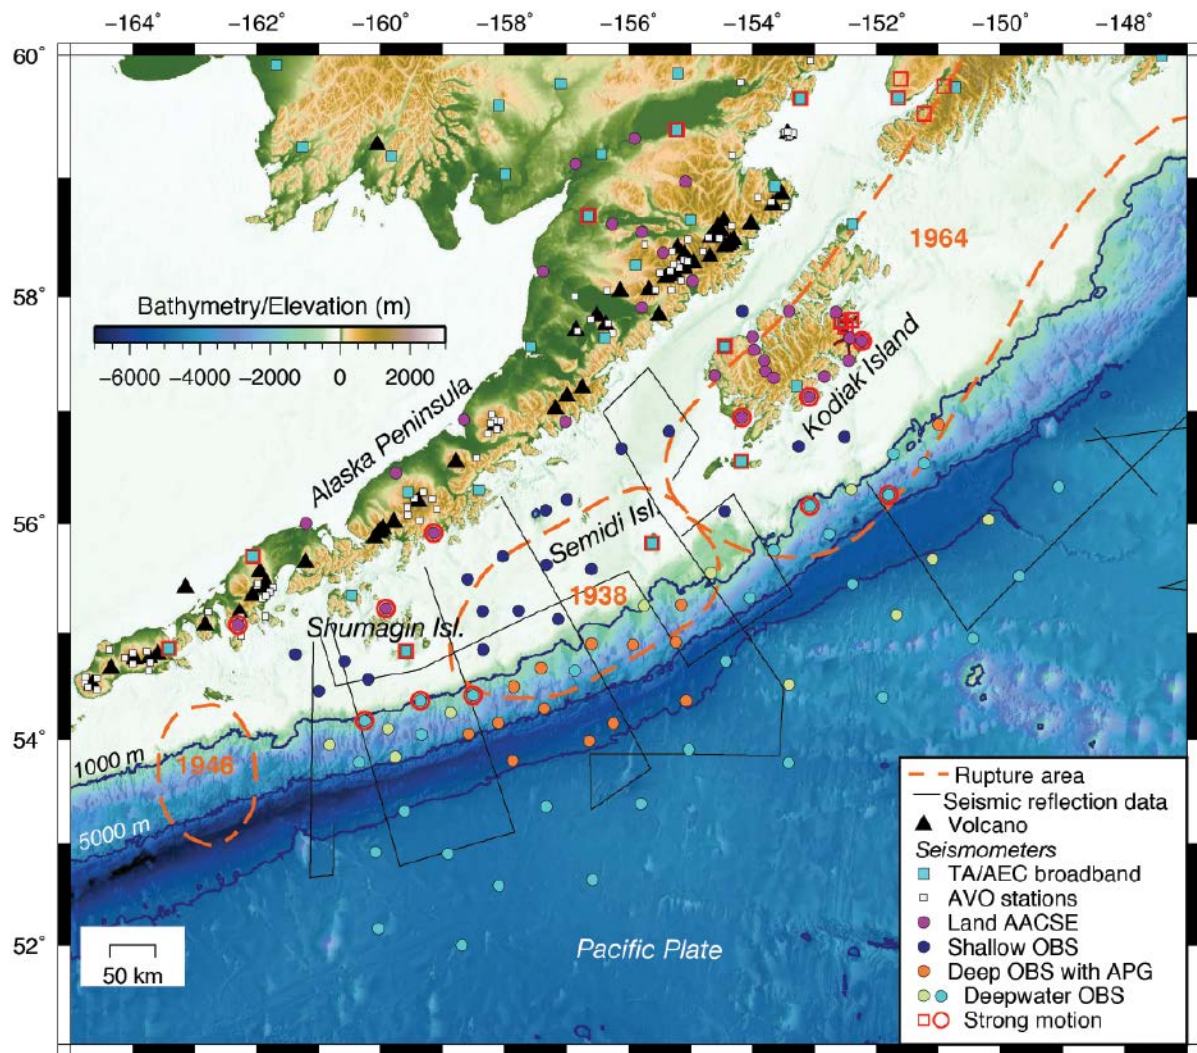 −164° −162° −160° −158° −156° −154° −152° −150° −148°
60°
58°
56°
54°
52°
1964
Bathymetry/Elevation (m)
−6000 −4000 −2000 0 2000
Kodiak Island
Alaska Peninsula
Semidi Isl.
1938
Shumagin Isl.
1946
1000 m
5000 m
Pacific Plate
50 km
Rupture area
Seismic reflection data
Volcano
Seismometers
TA/AEC broadband
AVO stations
Land AACSE
Shallow OBS
Deep OBS with APG
Deepwater OBS
Strong motion